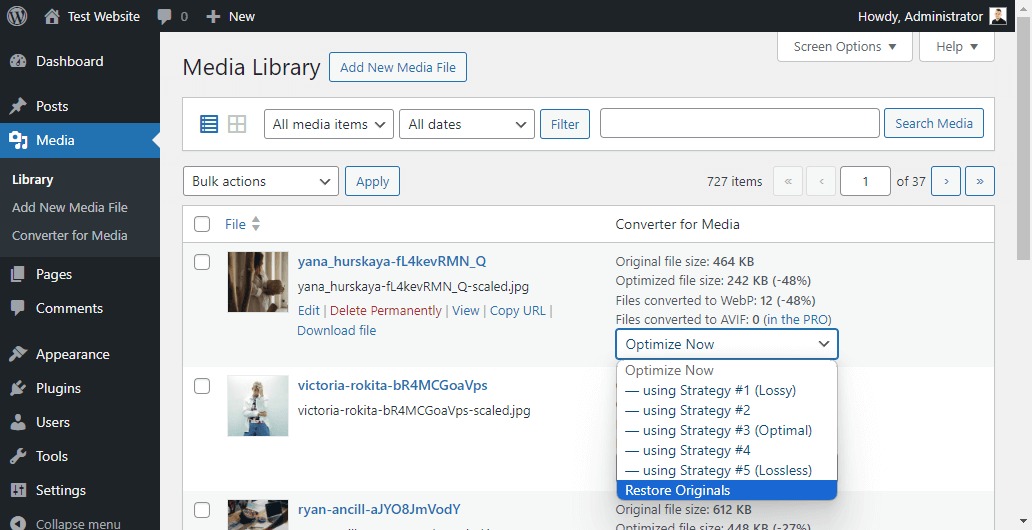 Test Website 0 New Howdy, Administrator
Screen Options Help
Dashboard
Posts
Media
Library
Add New Media File
Converter for Media
Pages
Comments
Appearance
Plugins
Users
Tools
Settings
Collapse menu
Media Library Add New Media File
All media items All dates Filter Search Media
Bulk actions Apply 727 items « ‹ 1 of 37 › »
File Converter for Media
yana_hurskaya-fL4kevRMN_Q
yana_hurskaya-fL4kevRMN_Q-scaled.jpg
Edit | Delete Permanently | View | Copy URL |
Download file
Original file size: 464 KB
Optimized file size: 242 KB (-48%)
Files converted to WebP: 12 (-48%)
Files converted to AVIF: 0 (in the PRO)
Optimize Now
Optimize Now
— using Strategy #1 (Lossy)
— using Strategy #2
— using Strategy #3 (Optimal)
— using Strategy #4
— using Strategy #5 (Lossless)
Restore Originals
victoria-rokita-bR4MCGoaVps
victoria-rokita-bR4MCGoaVps-scaled.jpg
ryan-ancill-aJYO8JmVodY
Original file size: 612 KB
Optimized file size: 448 KB (-27%)